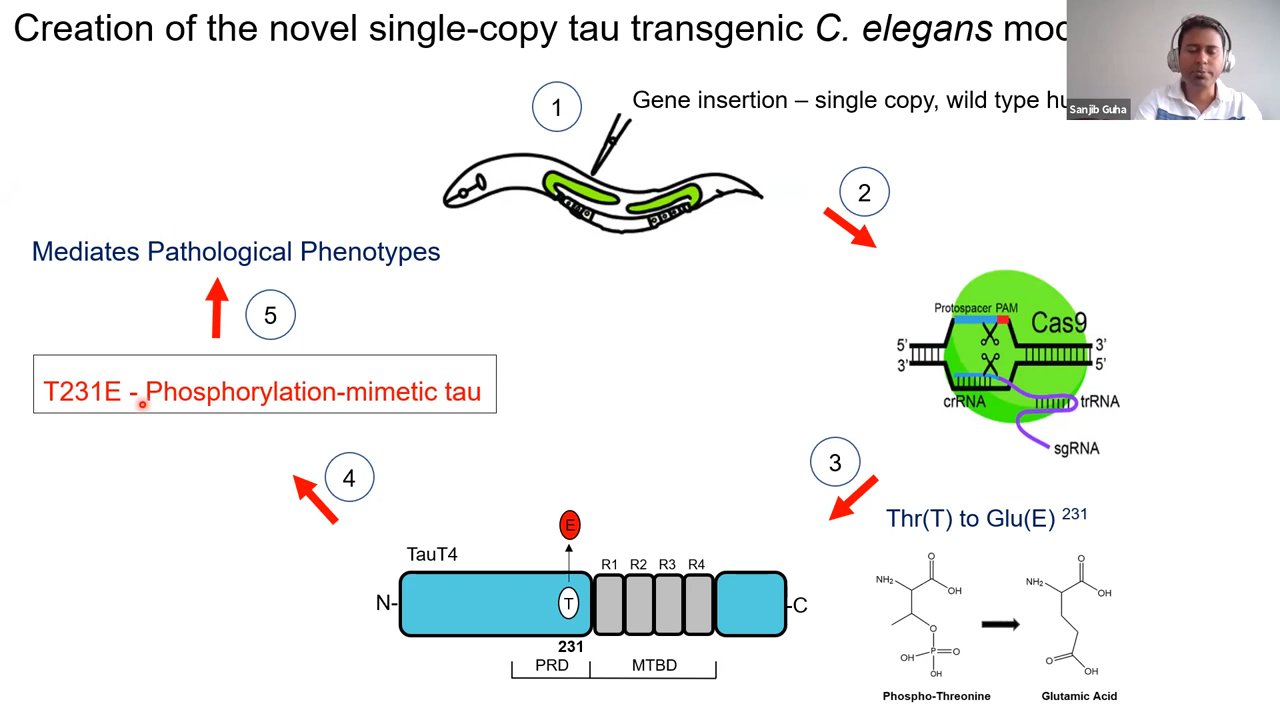 Creation of the novel single-copy tau transgenic C. elegans
Sanjib Guha
1
Gene insertion – single copy, wild type
2
Mediates Pathological Phenotypes
5
Protospacer PAM
Cas9
5' 3'
3' 5'
crRNA
trRNA
sgRNA
T231E - Phosphorylation-mimetic tau
4
3
Thr(T) to Glu(E) 231
E
TauT4
R1 R2 R3 R4
N- T -C
231
PRD MTBD
NH2 O OH
O
OH P O
OH
NH2 O OH
O OH
Phospho-Threonine
Glutamic Acid